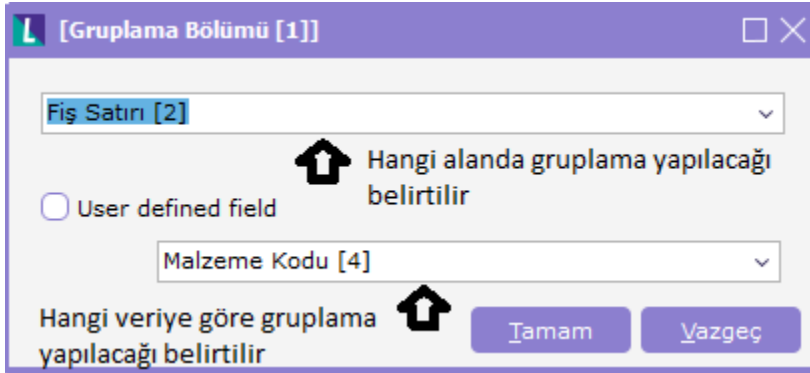 [Gruplama Bölümü [1]]
Fiş Satırı [2]
Hangi alanda gruplama yapılacağı
belirtilir
User defined field
Malzeme Kodu [4]
Hangi veriye göre gruplama
yapılacağı belirtilir
Tamam
Vazgeç